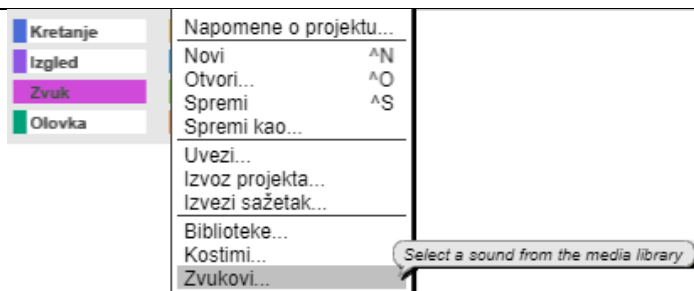 Kretanje
Izgled
Zvuk
Olovka
Napomene o projektu...
Novi ^N
Otvori... ^O
Spremi ^S
Spremi kao...
Uvezi...
Izvoz projekta...
Izvezi sažetak...
Biblioteke...
Kostimi...
Zvukovi...
Select a sound from the media library